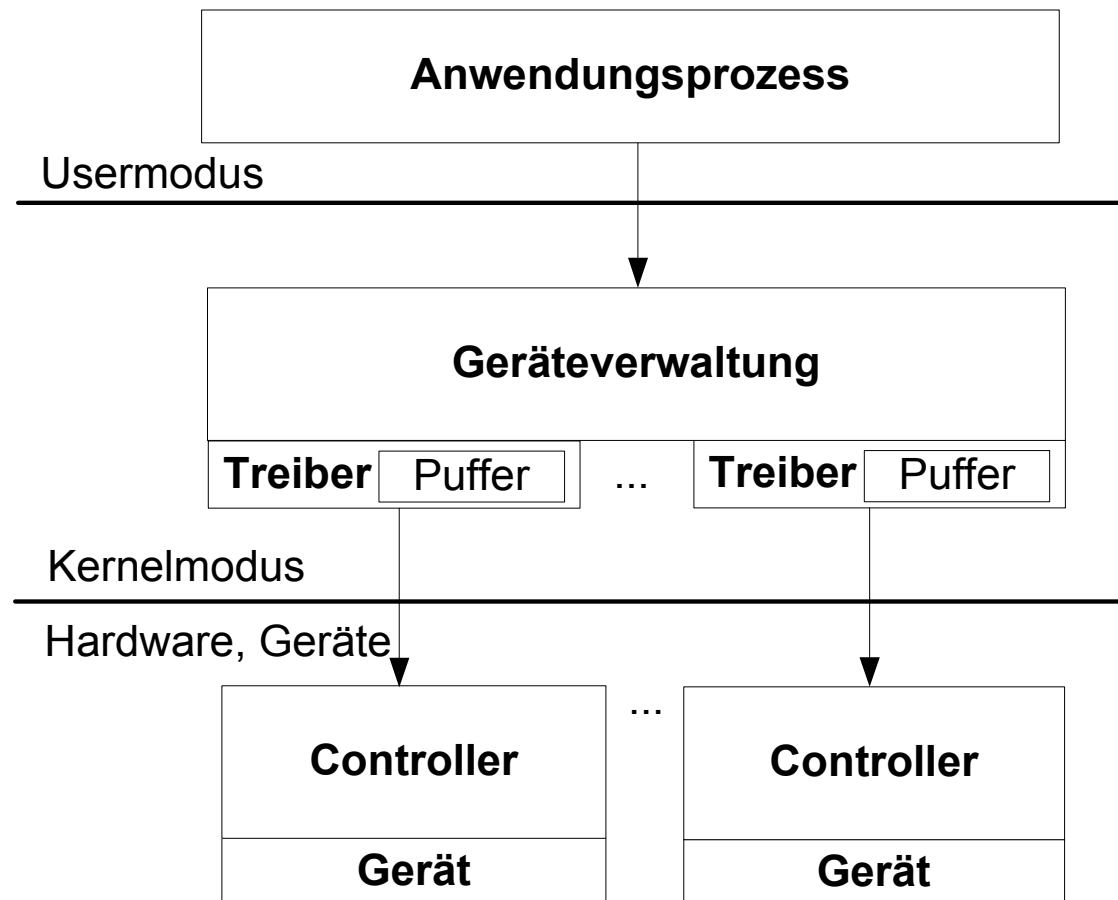 Anwendungsprozess
Usermodus
Geräteverwaltung
Treiber Puffer ... Treiber Puffer
Kernelmodus
Hardware, Geräte
...
Controller Controller
Gerät Gerät